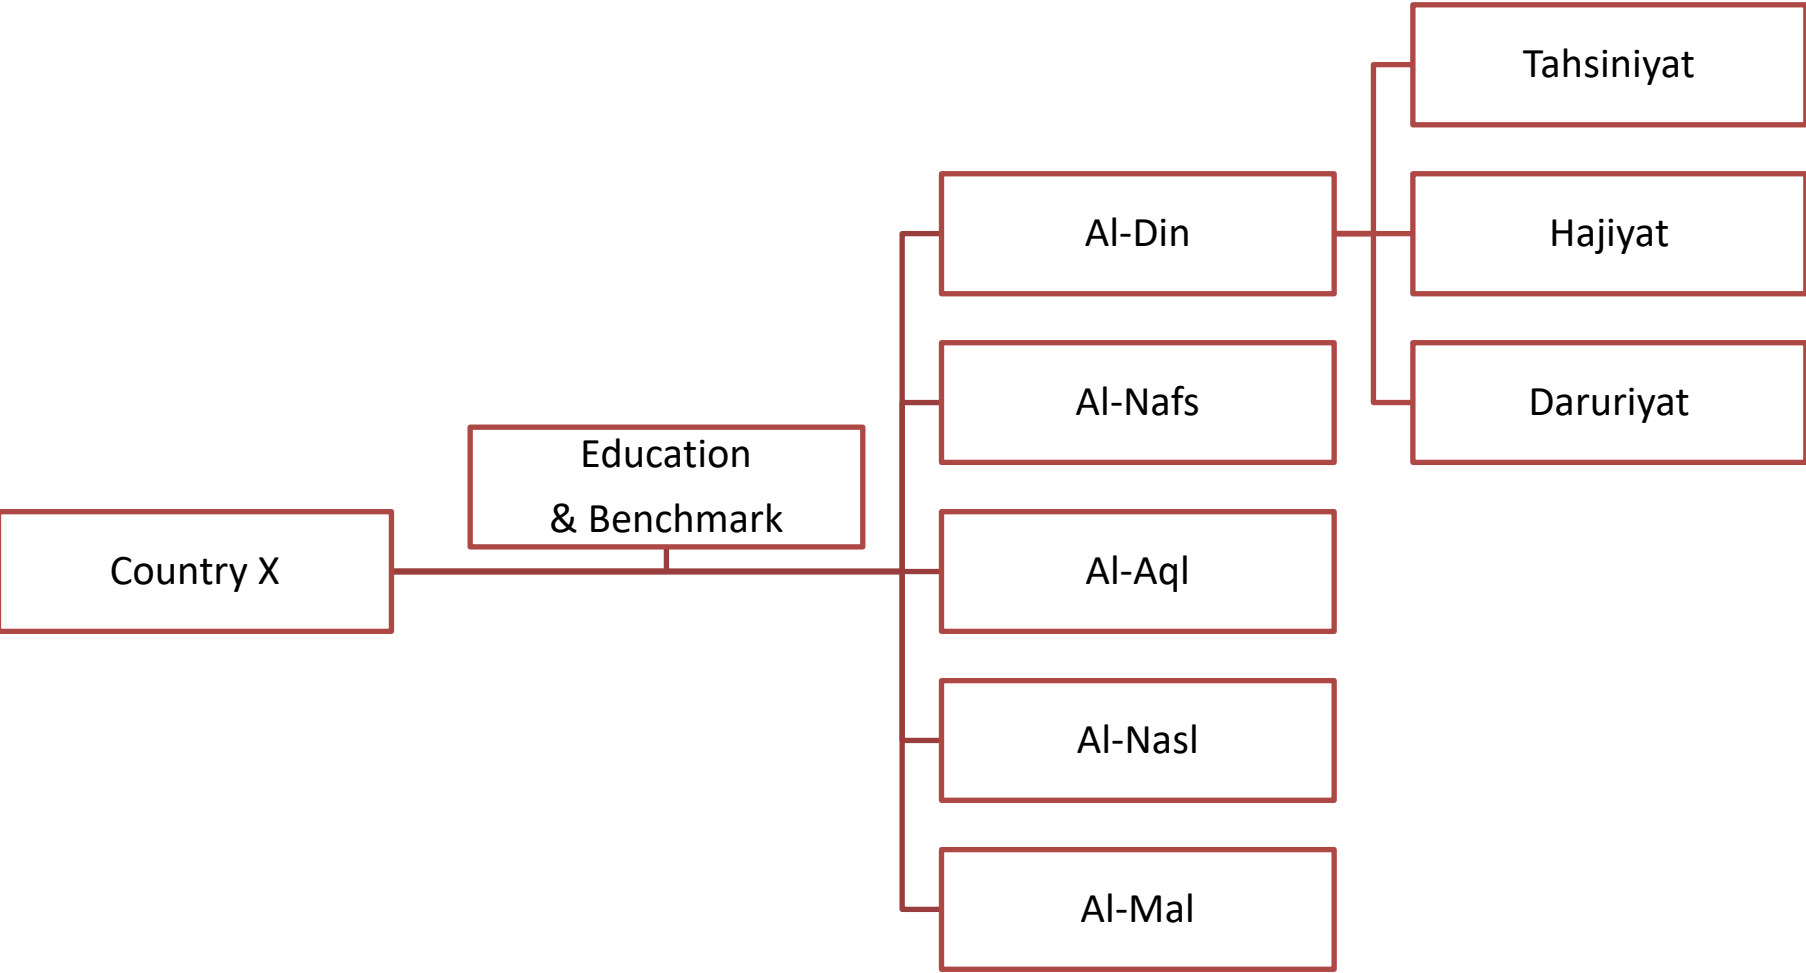 Country X
Education
& Benchmark
Al-Din
Al-Nafs
Al-Aql
Al-Nasl
Al-Mal
Tahsiniyat
Hajiyat
Daruriyat